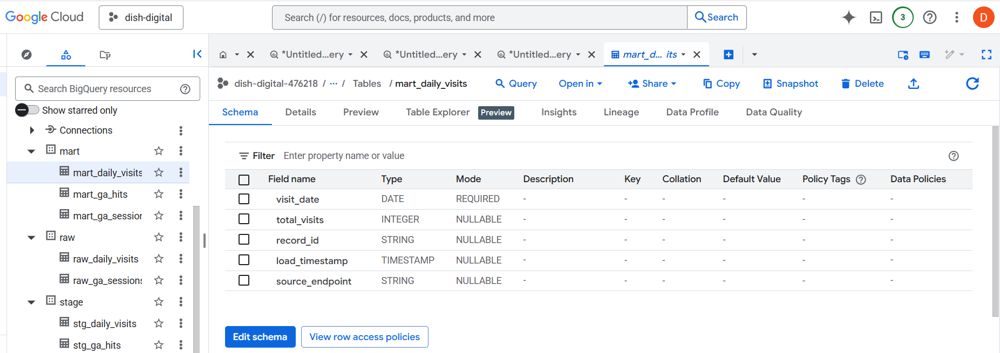 Google Cloud
dish-digital
Search (/) for resources, docs, products, and more
Search
3
D
*Untitled...ery
*Untitled...ery
*Untitled...ery
mart_d... its
Search BigQuery resources
Show starred only
Connections
mart
mart_daily_visits
mart_ga_hits
mart_ga_session
raw
raw_daily_visits
raw_ga_sessions
stage
stg_daily_visits
stg_ga_hits
dish-digital-476218 / ... / Tables / mart_daily_visits
Query
Open in
Share
Copy
Snapshot
Delete
Schema
Details
Preview
Table Explorer Preview
Insights
Lineage
Data Profile
Data Quality
Filter Enter property name or value
Field name Type Mode Description Key Collation Default Value Policy Tags Data Policies
visit_date DATE REQUIRED - - - - - -
total_visits INTEGER NULLABLE - - - - - -
record_id STRING NULLABLE - - - - - -
load_timestamp TIMESTAMP NULLABLE - - - - - -
source_endpoint STRING NULLABLE - - - - - -
Edit schema
View row access policies